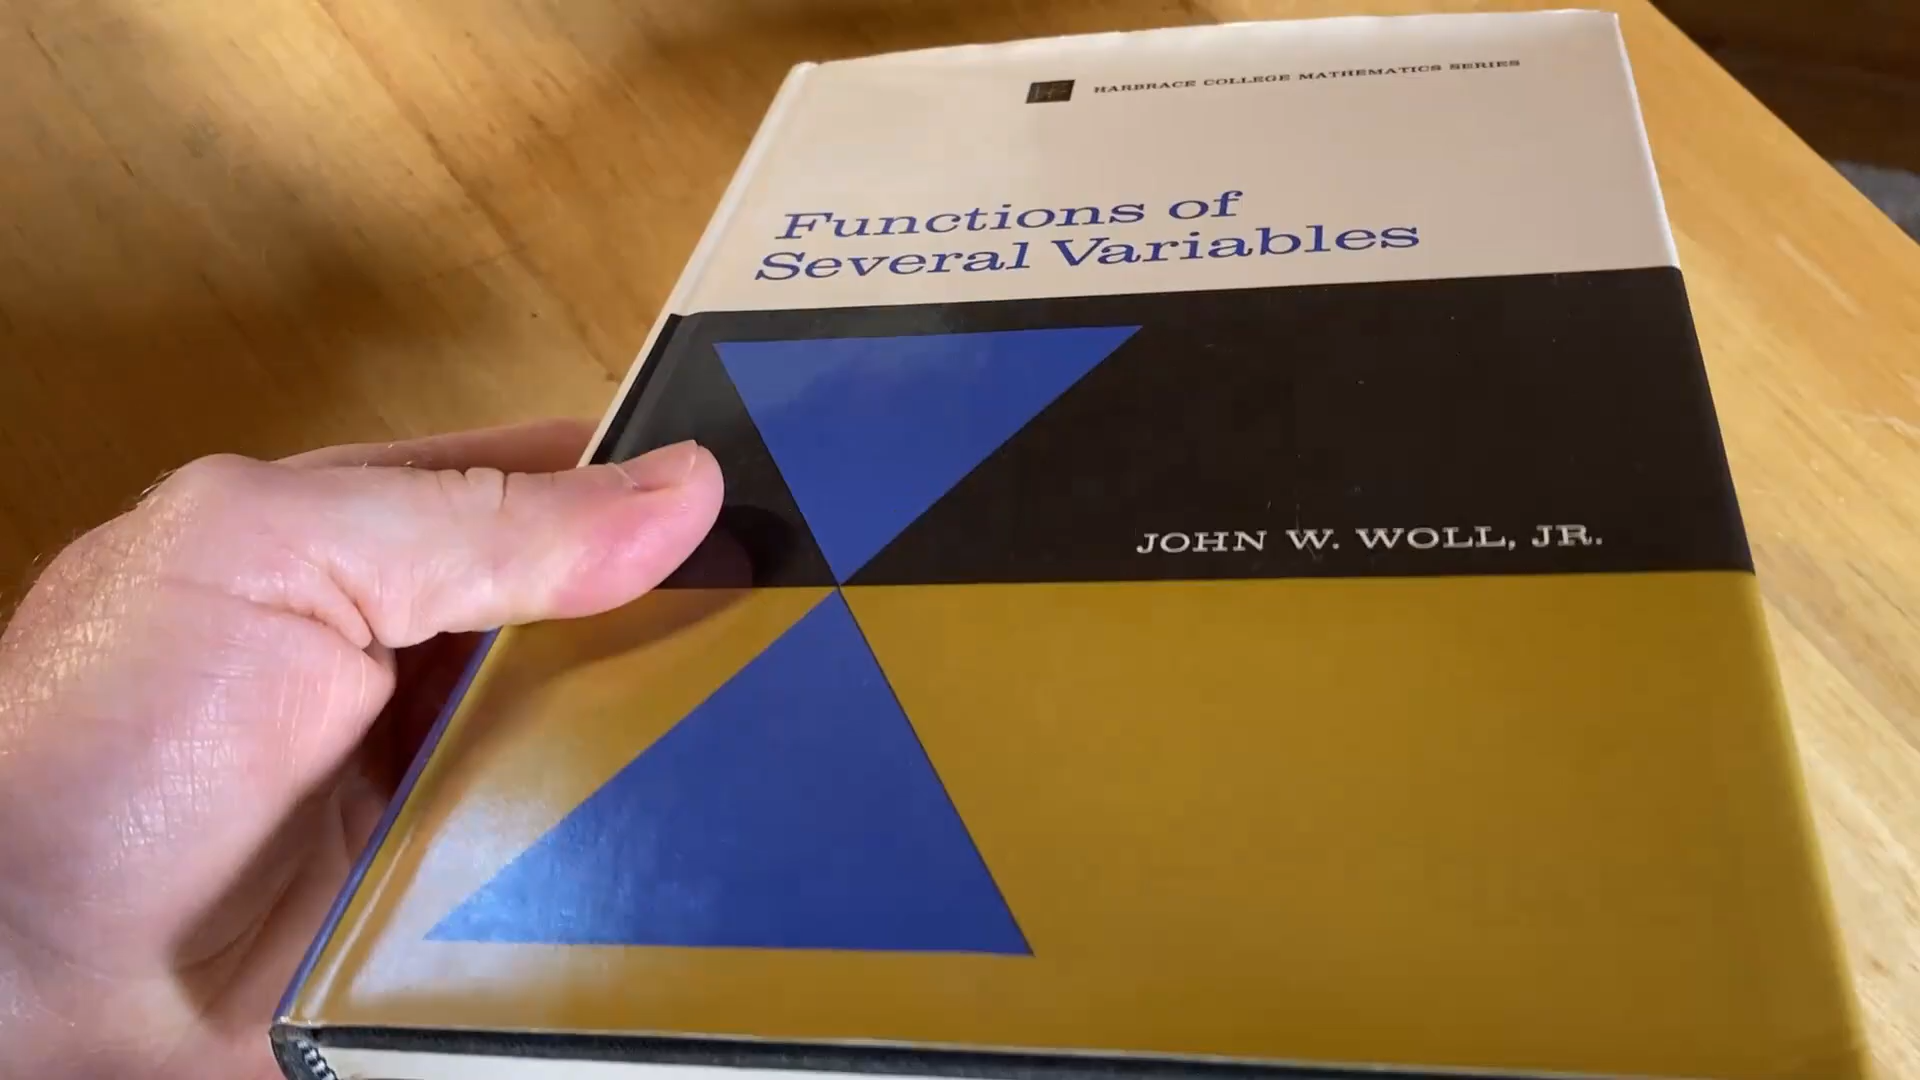 HARBRACE COLLEGE MATHEMATICS SERIES
Functions of
Several Variables
JOHN W. WOLL, JR.